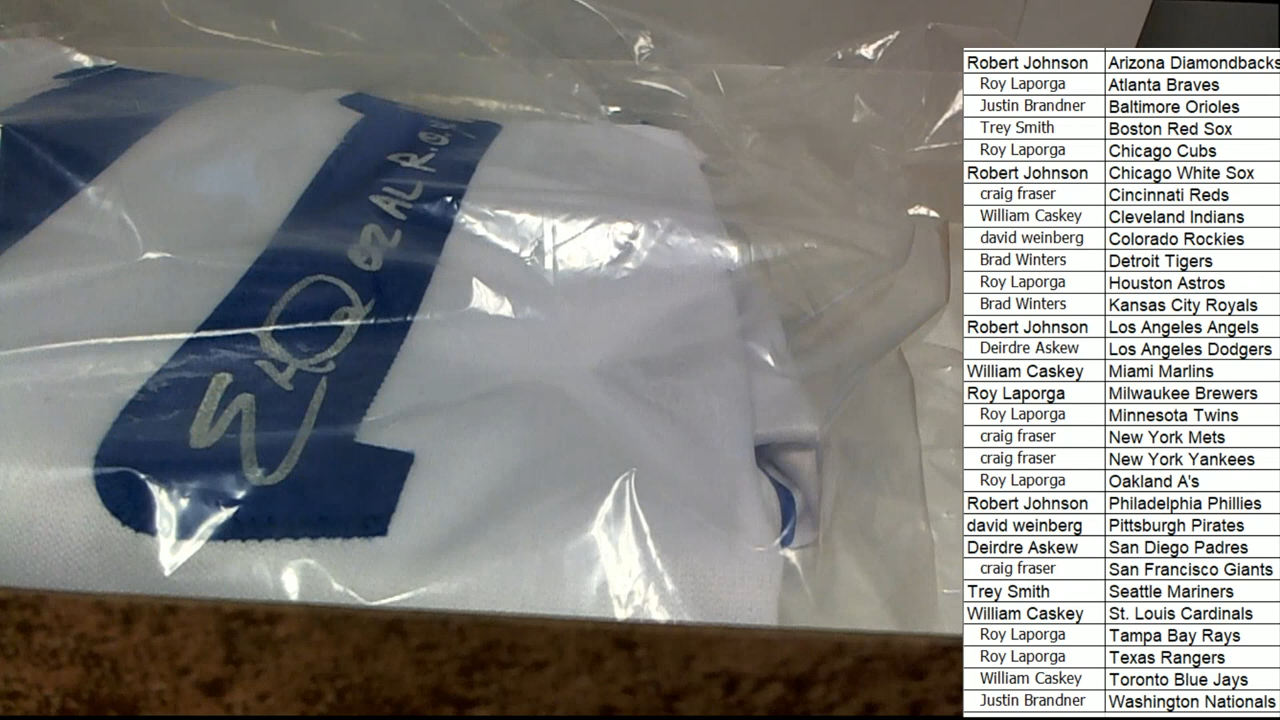 02 AL R.O.Y.
Robert Johnson Arizona Diamondbacks
Roy Laporga Atlanta Braves
Justin Brandner Baltimore Orioles
Trey Smith Boston Red Sox
Roy Laporga Chicago Cubs
Robert Johnson Chicago White Sox
craig fraser Cincinnati Reds
William Caskey Cleveland Indians
david weinberg Colorado Rockies
Brad Winters Detroit Tigers
Roy Laporga Houston Astros
Brad Winters Kansas City Royals
Robert Johnson Los Angeles Angels
Deirdre Askew Los Angeles Dodgers
William Caskey Miami Marlins
Roy Laporga Milwaukee Brewers
Roy Laporga Minnesota Twins
craig fraser New York Mets
craig fraser New York Yankees
Roy Laporga Oakland A's
Robert Johnson Philadelphia Phillies
david weinberg Pittsburgh Pirates
Deirdre Askew San Diego Padres
craig fraser San Francisco Giants
Trey Smith Seattle Mariners
William Caskey St. Louis Cardinals
Roy Laporga Tampa Bay Rays
Roy Laporga Texas Rangers
William Caskey Toronto Blue Jays
Justin Brandner Washington Nationals